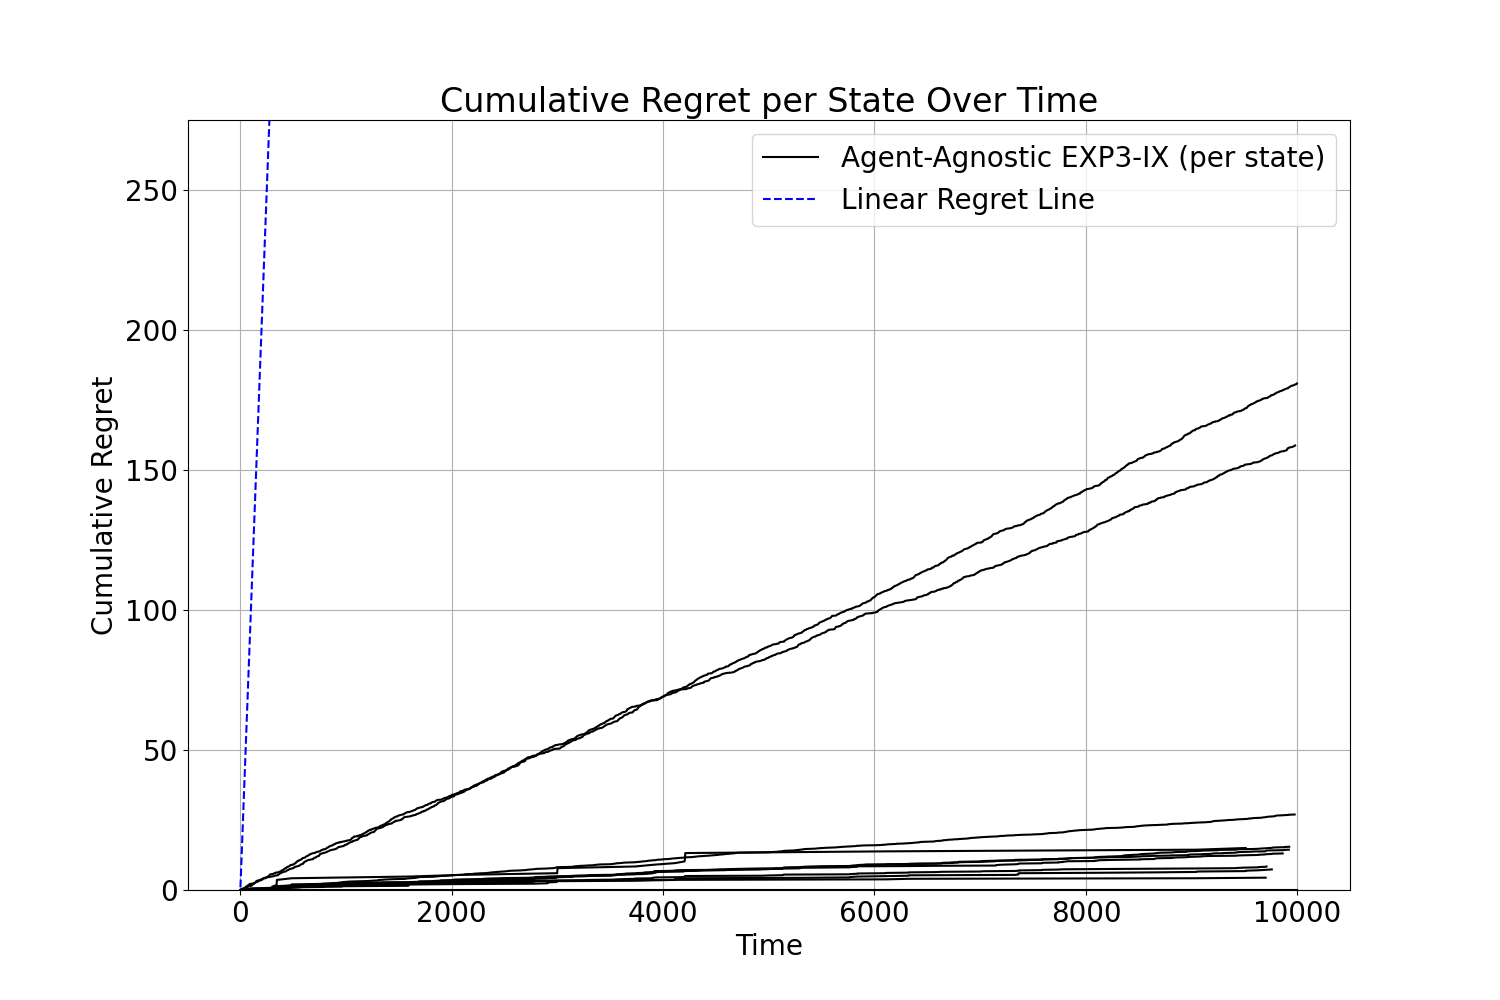 Cumulative Regret per State Over Time
Agent-Agnostic EXP3-IX (per state)
Linear Regret Line
Cumulative Regret
250
200
150
100
50
0
0 2000 4000 6000 8000 10000
Time